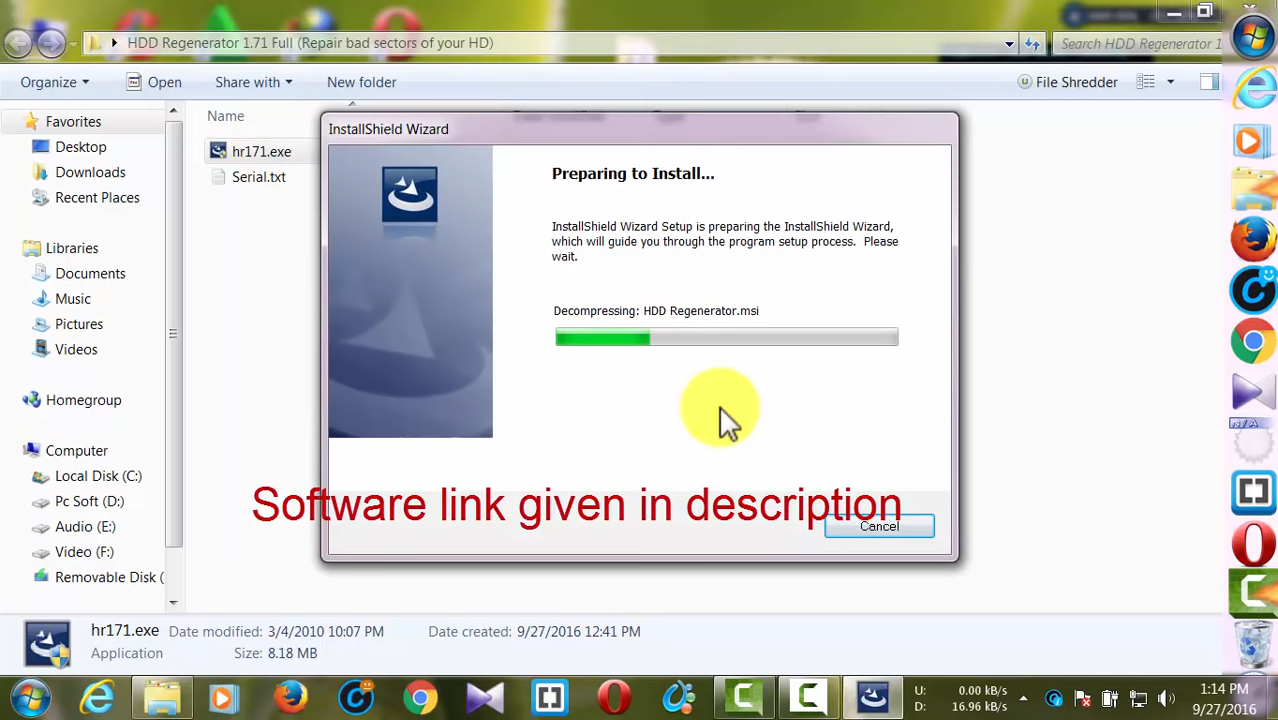 HDD Regenerator 1.71 Full (Repair bad sectors of your HD)
Search HDD Regenerator 1
Organize
Open
Share with
New folder
File Shredder
Favorites
Desktop
Downloads
Recent Places
Libraries
Documents
Music
Pictures
Videos
Homegroup
Computer
Local Disk (C:)
Pc Soft (D:)
Audio (E:)
Video (F:)
Removable Disk (
Name
hr171.exe
Serial.txt
InstallShield Wizard
Preparing to Install...
InstallShield Wizard Setup is preparing the InstallShield Wizard,
which will guide you through the program setup process. Please
wait.
Decompressing: HDD Regenerator.msi
Software link given in description
Cancel
N/A
hr171.exe Date modified: 3/4/2010 10:07 PM Date created: 9/27/2016 12:41 PM
Application Size: 8.18 MB
U: 0.00 kB/s
D: 16.96 kB/s
1:14 PM
9/27/2016